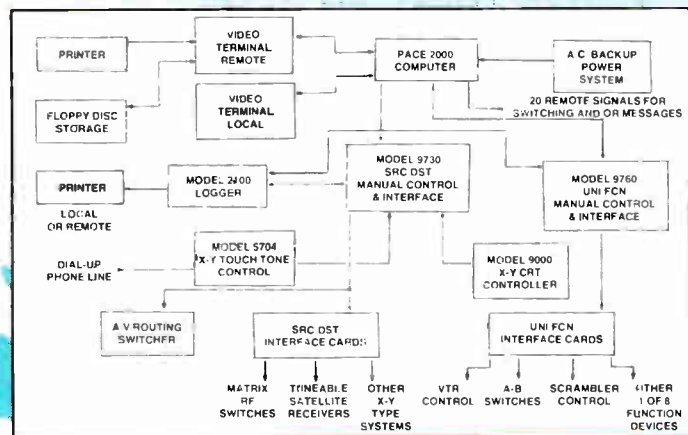 PRINTER
VIDEO
TERMINAL
REMOTE
PACE 2000
COMPUTER
A.C. BACKUP
POWER
SYSTEM
FLOPPY DISC
STORAGE
VIDEO
TERMINAL
LOCAL
20 REMOTE SIGNALS FOR
SWITCHING AND OR MESSAGES
PRINTER
LOCAL
OR REMOTE
MODEL 2400
LOGGER
MODEL 9730
SRC DST
MANUAL CONTROL
& INTERFACE
MODEL 9760
UNI FCN
MANUAL CONTROL
& INTERFACE
DIAL-UP
PHONE LINE
MODEL 5704
X-Y TOUCH TONE
CONTROL
MODEL 9000
X-Y CRT
CONTROLLER
A/V ROUTING
SWITCHER
SRC DST
INTERFACE CARDS
UNI FCN
INTERFACE CARDS
MATRIX
RF
SWITCHES
TUNEABLE
SATELLITE
RECEIVERS
OTHER
X-Y
TYPE
SYSTEMS
VTR
CONTROL
A-B
SWITCHES
SCRAMBLER
CONTROL
EITHER
1 OF 8
FUNCTION
DEVICES